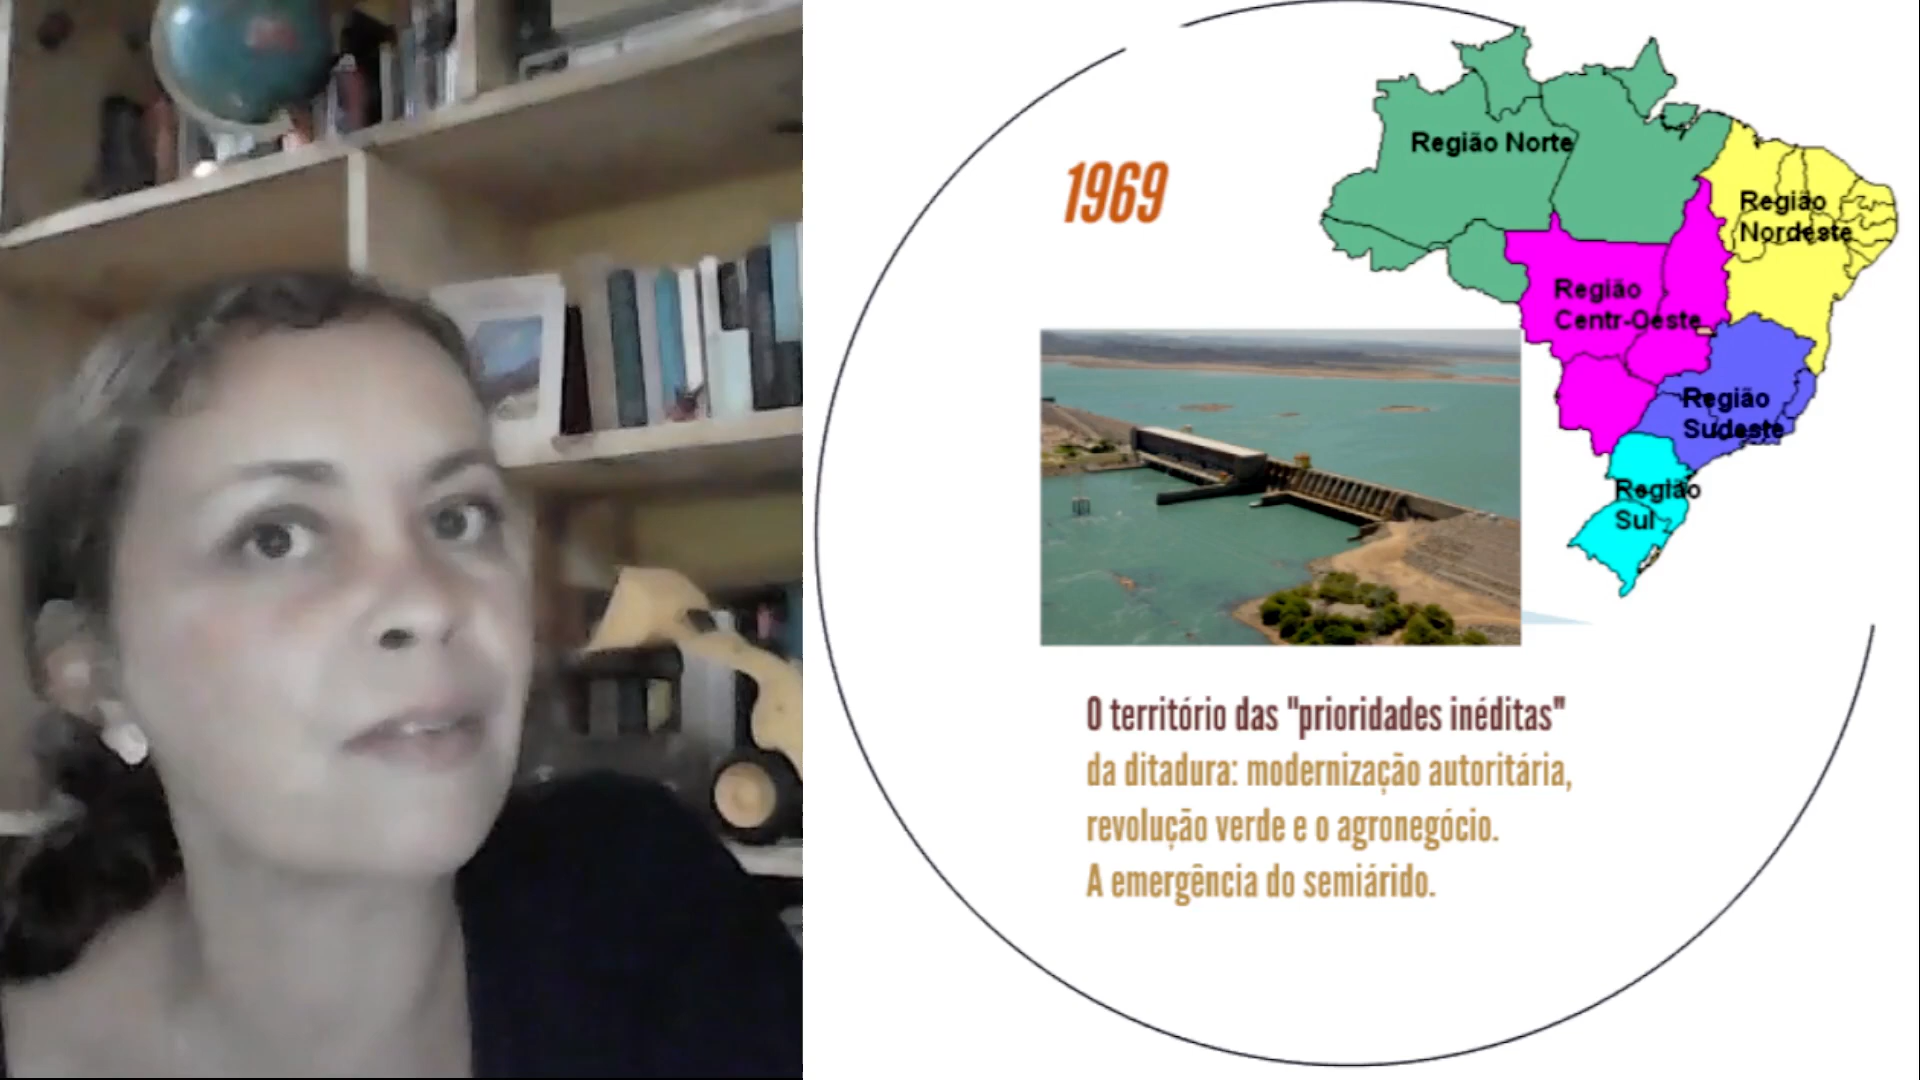 1969
Região Norte
Região
Nordeste
Região
Centr-Oeste
Região
Sudeste
Região
Sul
O território das "prioridades inéditas"
da ditadura: modernização autoritária,
revolução verde e o agronegócio.
A emergência do semiárido.